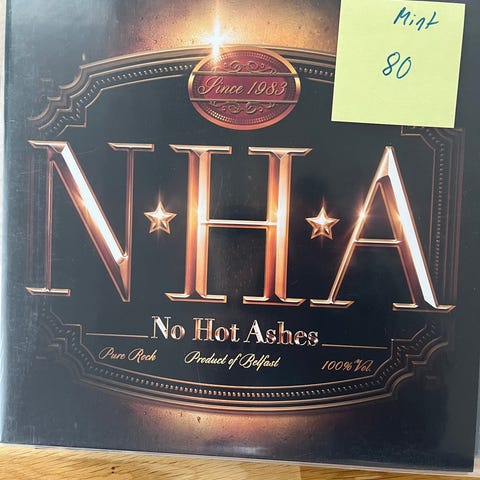 Mint
80
Since 1983
N★H★A
No Hot Ashes
Pure Rock Product of Belfast 100% Vol.